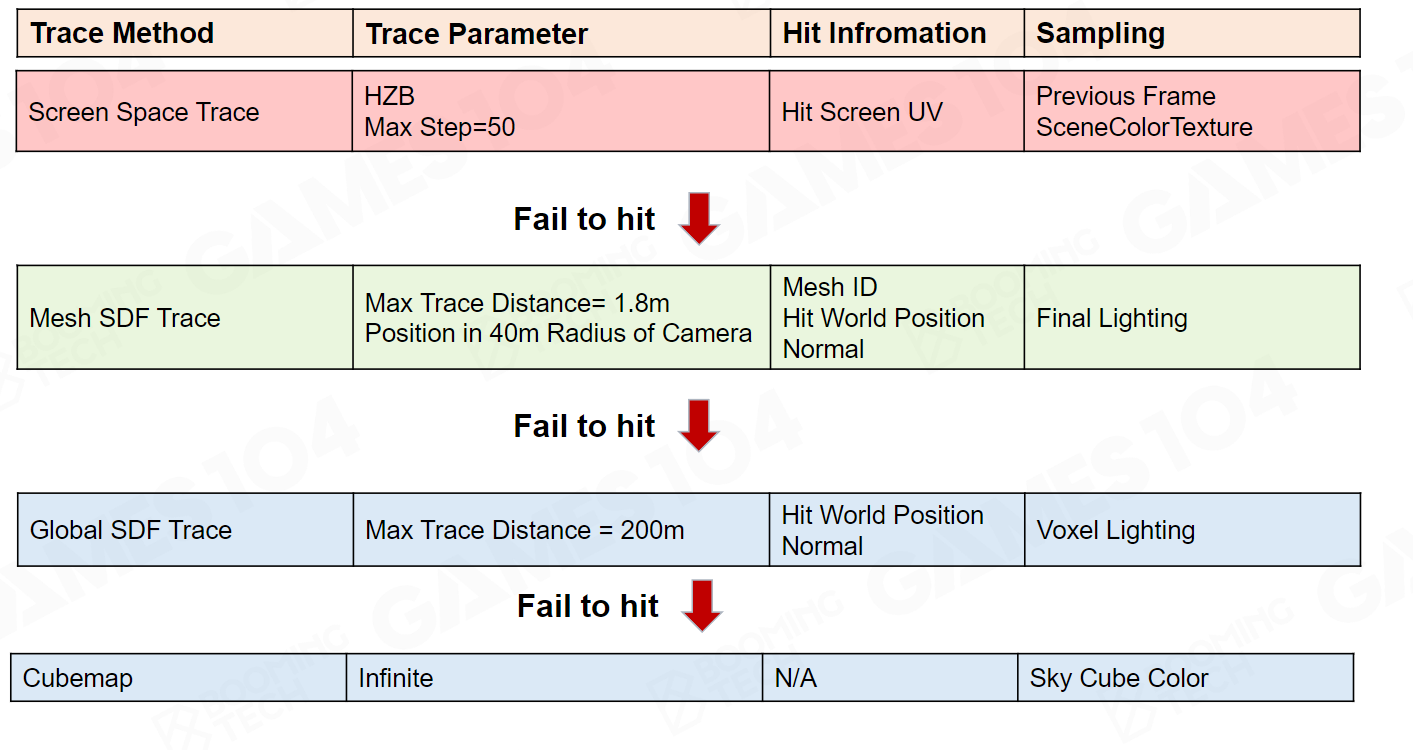 Trace Method
Trace Parameter
Hit Infromation
Sampling
Screen Space Trace
HZB
Max Step=50
Hit Screen UV
Previous Frame
SceneColorTexture
Fail to hit
Mesh SDF Trace
Max Trace Distance= 1.8m
Position in 40m Radius of Camera
Mesh ID
Hit World Position
Normal
Final Lighting
Fail to hit
Global SDF Trace
Max Trace Distance = 200m
Hit World Position
Normal
Voxel Lighting
Fail to hit
Cubemap
Infinite
N/A
Sky Cube Color
BOOMING
TECH
GAMES104